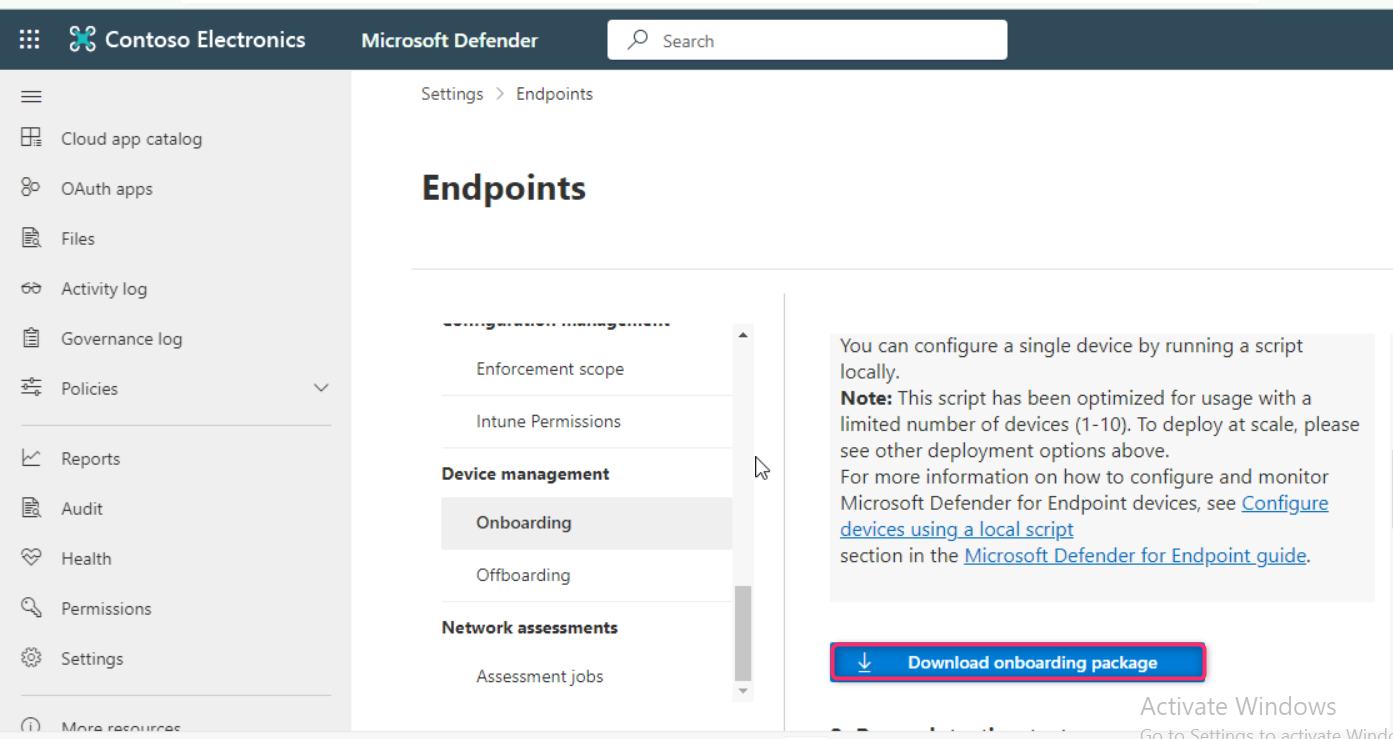 Contoso Electronics
Microsoft Defender
Search
Cloud app catalog
OAuth apps
Files
Activity log
Governance log
Policies
Reports
Audit
Health
Permissions
Settings
More resources
Settings > Endpoints
Endpoints
Configuration management
Enforcement scope
Intune Permissions
Device management
Onboarding
Offboarding
Network assessments
Assessment jobs
You can configure a single device by running a script
locally.
Note: This script has been optimized for usage with a
limited number of devices (1-10). To deploy at scale, please
see other deployment options above.
For more information on how to configure and monitor
Microsoft Defender for Endpoint devices, see Configure
devices using a local script
section in the Microsoft Defender for Endpoint guide.
Download onboarding package
Activate Windows
Go to Settings to activate Wind